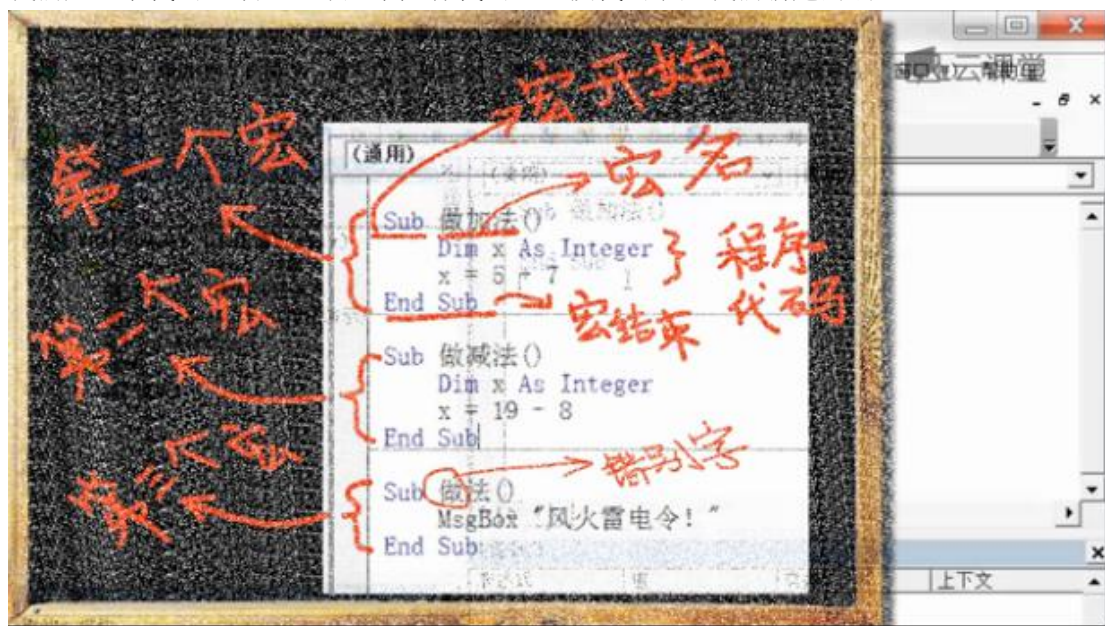 云课堂
帮助(H)
宏开始
第一个宏
(通用)
宏名
Sub 做加法()
Dim x As Integer
x = 5 + 7
End Sub
程序
代码
宏结束
第二个宏
Sub 做减法()
Dim x As Integer
x = 19 - 8
End Sub
错别字
第三个宏
Sub 做法()
MsgBox "风火雷电令！"
End Sub
上下文